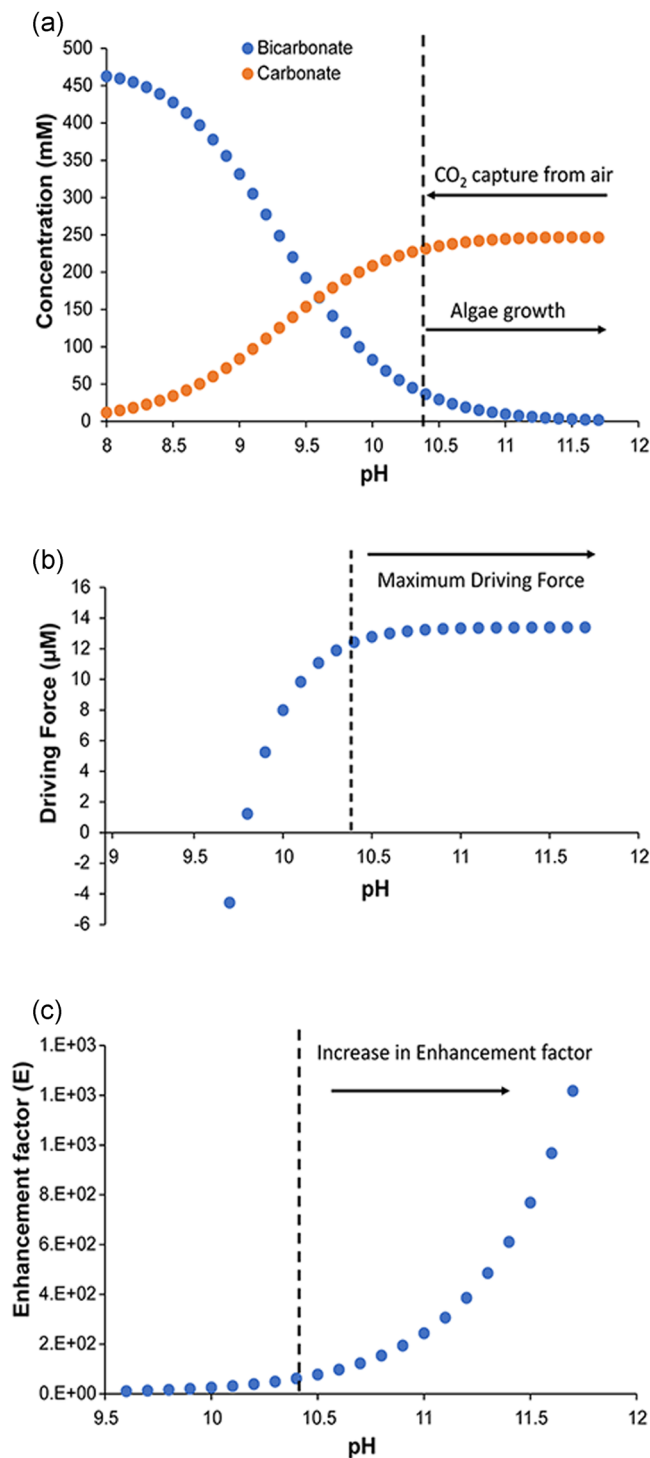 (a)
500
450
400
350
300
250
200
150
100
50
0
Concentration (mM)
Bicarbonate
Carbonate
CO₂ capture from air
Algae growth
8 8.5 9 9.5 10 10.5 11 11.5 12
pH
(b)
16
14
12
10
8
6
4
2
0
-2
-4
-6
Driving Force (µM)
Maximum Driving Force
9 9.5 10 10.5 11 11.5 12
pH
(c)
1.E+03
1.E+03
1.E+03
8.E+02
6.E+02
4.E+02
2.E+02
0.E+00
Enhancement factor (E)
Increase in Enhancement factor
9.5 10 10.5 11 11.5 12
pH